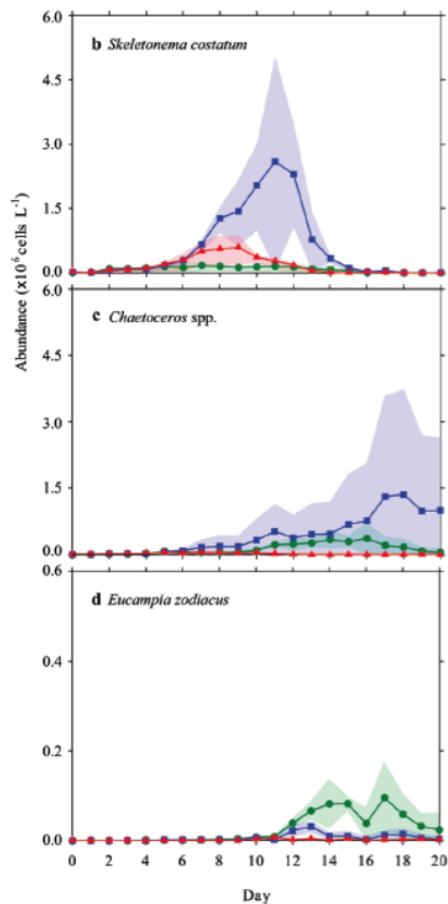 6.0
b Skeletonema costatum
4.5
3.0
1.5
0.0
Abundance (x10⁶ cells L⁻¹)
6.0
c Chaetoceros spp.
4.5
3.0
1.5
0.0
0.6
d Eucampia zodiacus
0.4
0.2
0.0
0 2 4 6 8 10 12 14 16 18 20
Day